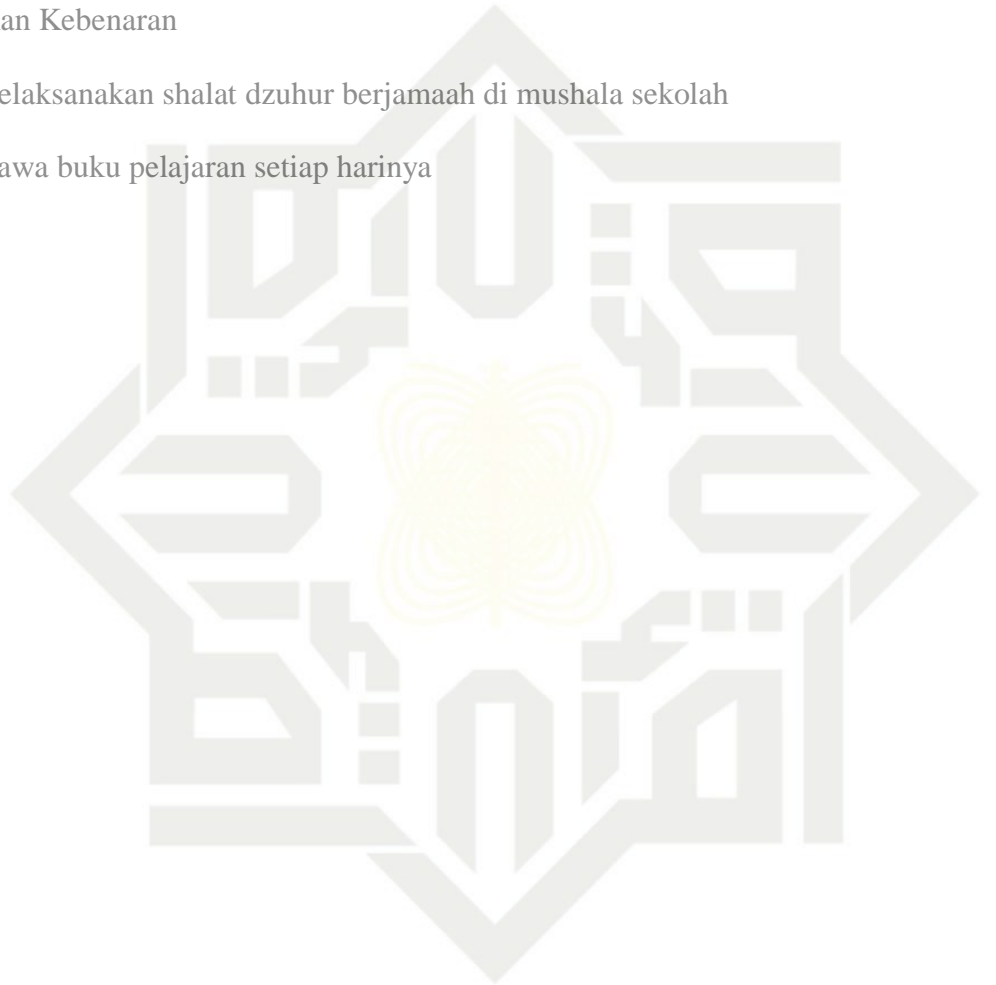 an Kebenaran
elaksanakan shalat dzuhur berjamaah di mushala sekolah
awa buku pelajaran setiap harinya